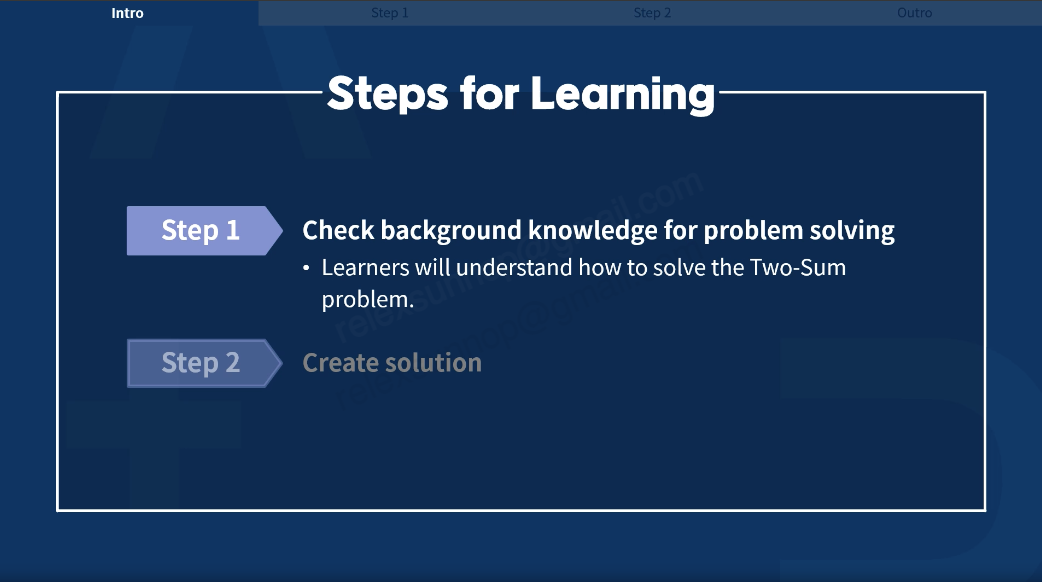 Intro
Step 1
Step 2
Outro
Steps for Learning
Step 1
Check background knowledge for problem solving
• Learners will understand how to solve the Two-Sum
problem.
Step 2
Create solution